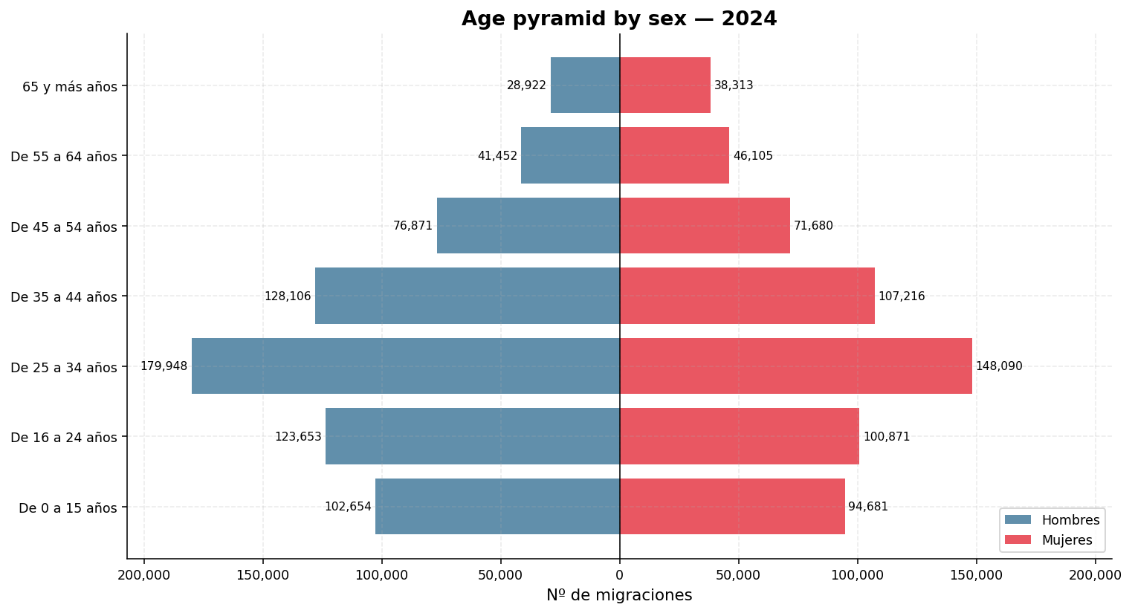 Age pyramid by sex — 2024
65 y más años
28,922
38,313
De 55 a 64 años
41,452
46,105
De 45 a 54 años
76,871
71,680
De 35 a 44 años
128,106
107,216
De 25 a 34 años
179,948
148,090
De 16 a 24 años
123,653
100,871
De 0 a 15 años
102,654
94,681
Hombres
Mujeres
200,000 150,000 100,000 50,000 0 50,000 100,000 150,000 200,000
Nº de migraciones